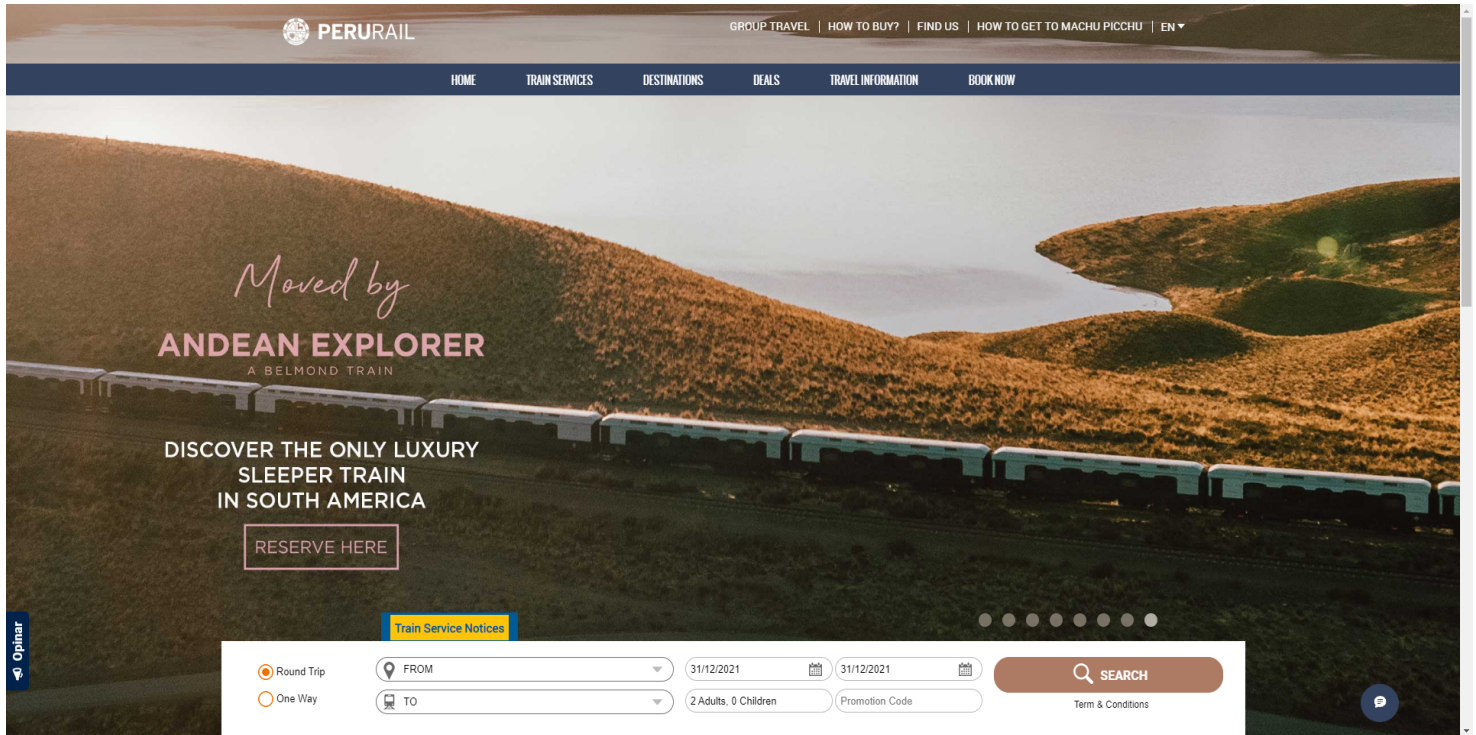 PERURAIL
GROUP TRAVEL | HOW TO BUY? | FIND US | HOW TO GET TO MACHU PICCHU | EN
HOME TRAIN SERVICES DESTINATIONS DEALS TRAVEL INFORMATION BOOK NOW
Moved by
ANDEAN EXPLORER
A BELMOND TRAIN
DISCOVER THE ONLY LUXURY
SLEEPER TRAIN
IN SOUTH AMERICA
RESERVE HERE
Opinar
Train Service Notices
Round Trip
One Way
FROM
TO
31/12/2021
31/12/2021
2 Adults, 0 Children
Promotion Code
SEARCH
Term & Conditions